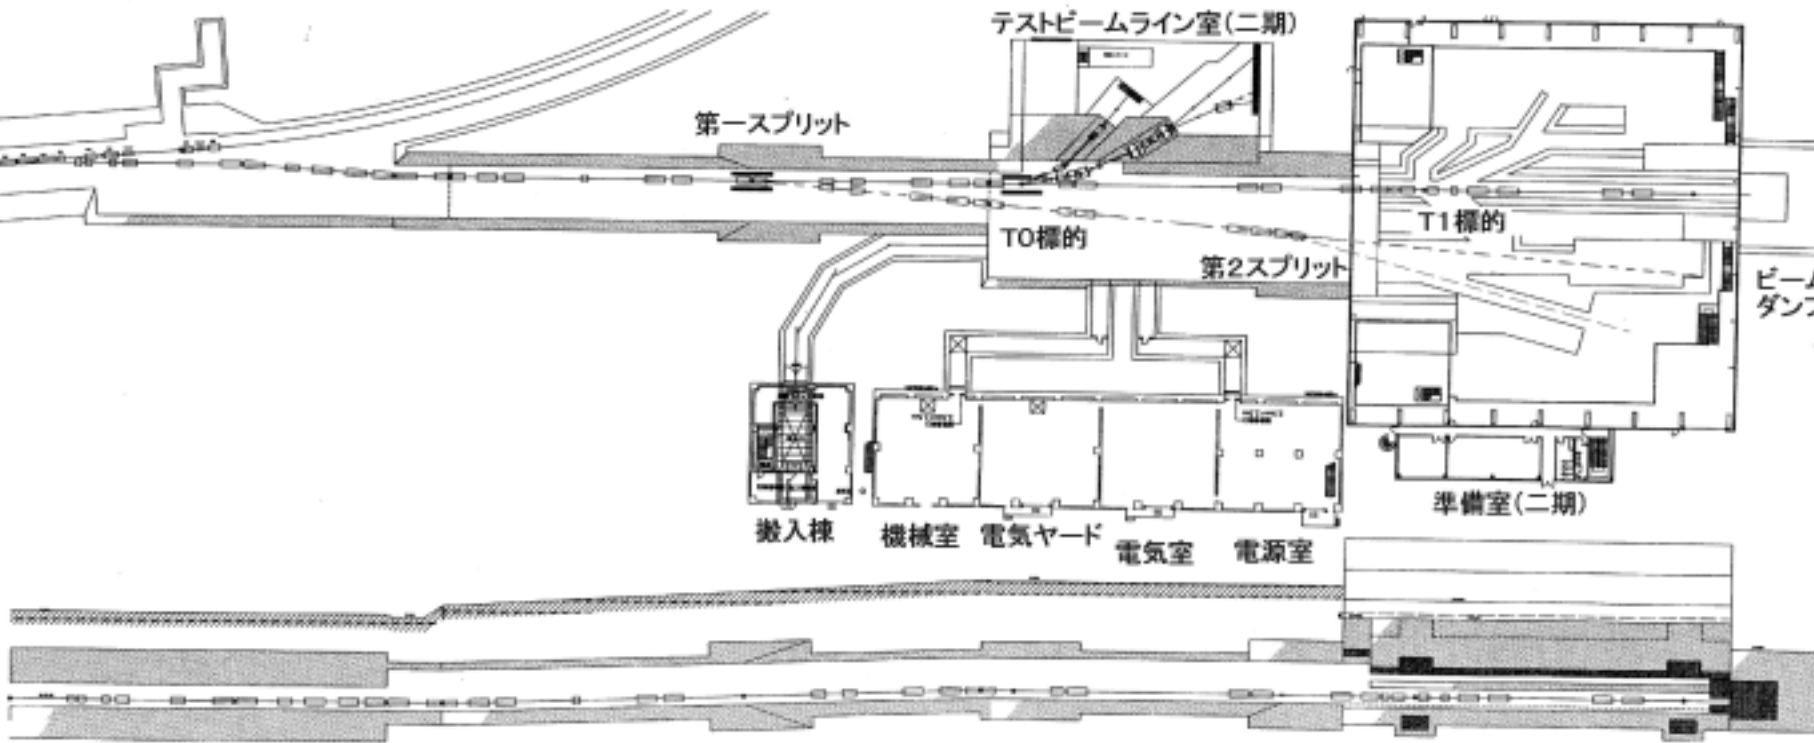 テストビームライン室(二期)
第一スプリット
T0標的
T1標的
第2スプリット
ビーム
ダンプ
搬入棟
機械室
電気ヤード
電気室
電源室
準備室(二期)